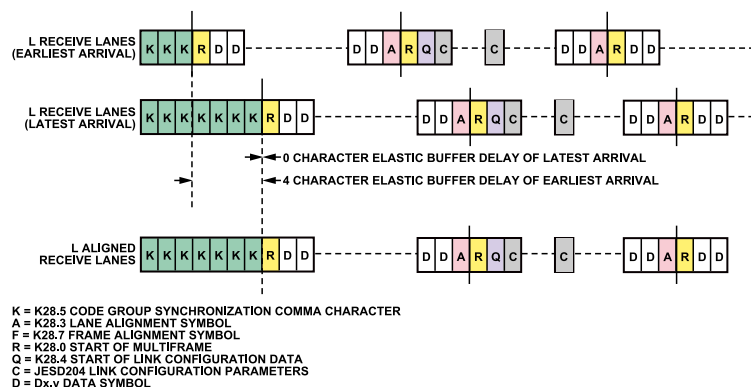 L RECEIVE LANES
(EARLIEST ARRIVAL)
K K K R D D
D D A R Q C
C
D D A R D D
L RECEIVE LANES
(LATEST ARRIVAL)
K K K K K K K R D D
D D A R Q C
C
D D A R D D
0 CHARACTER ELASTIC BUFFER DELAY OF LATEST ARRIVAL
4 CHARACTER ELASTIC BUFFER DELAY OF EARLIEST ARRIVAL
L ALIGNED
RECEIVE LANES
K K K K K K K R D D
D D A R Q C
C
D D A R D D
K = K28.5 CODE GROUP SYNCHRONIZATION COMMA CHARACTER
A = K28.3 LANE ALIGNMENT SYMBOL
F = K28.7 FRAME ALIGNMENT SYMBOL
R = K28.0 START OF MULTIFRAME
Q = K28.4 START OF LINK CONFIGURATION DATA
C = JESD204 LINK CONFIGURATION PARAMETERS
D = Dx.y DATA SYMBOL